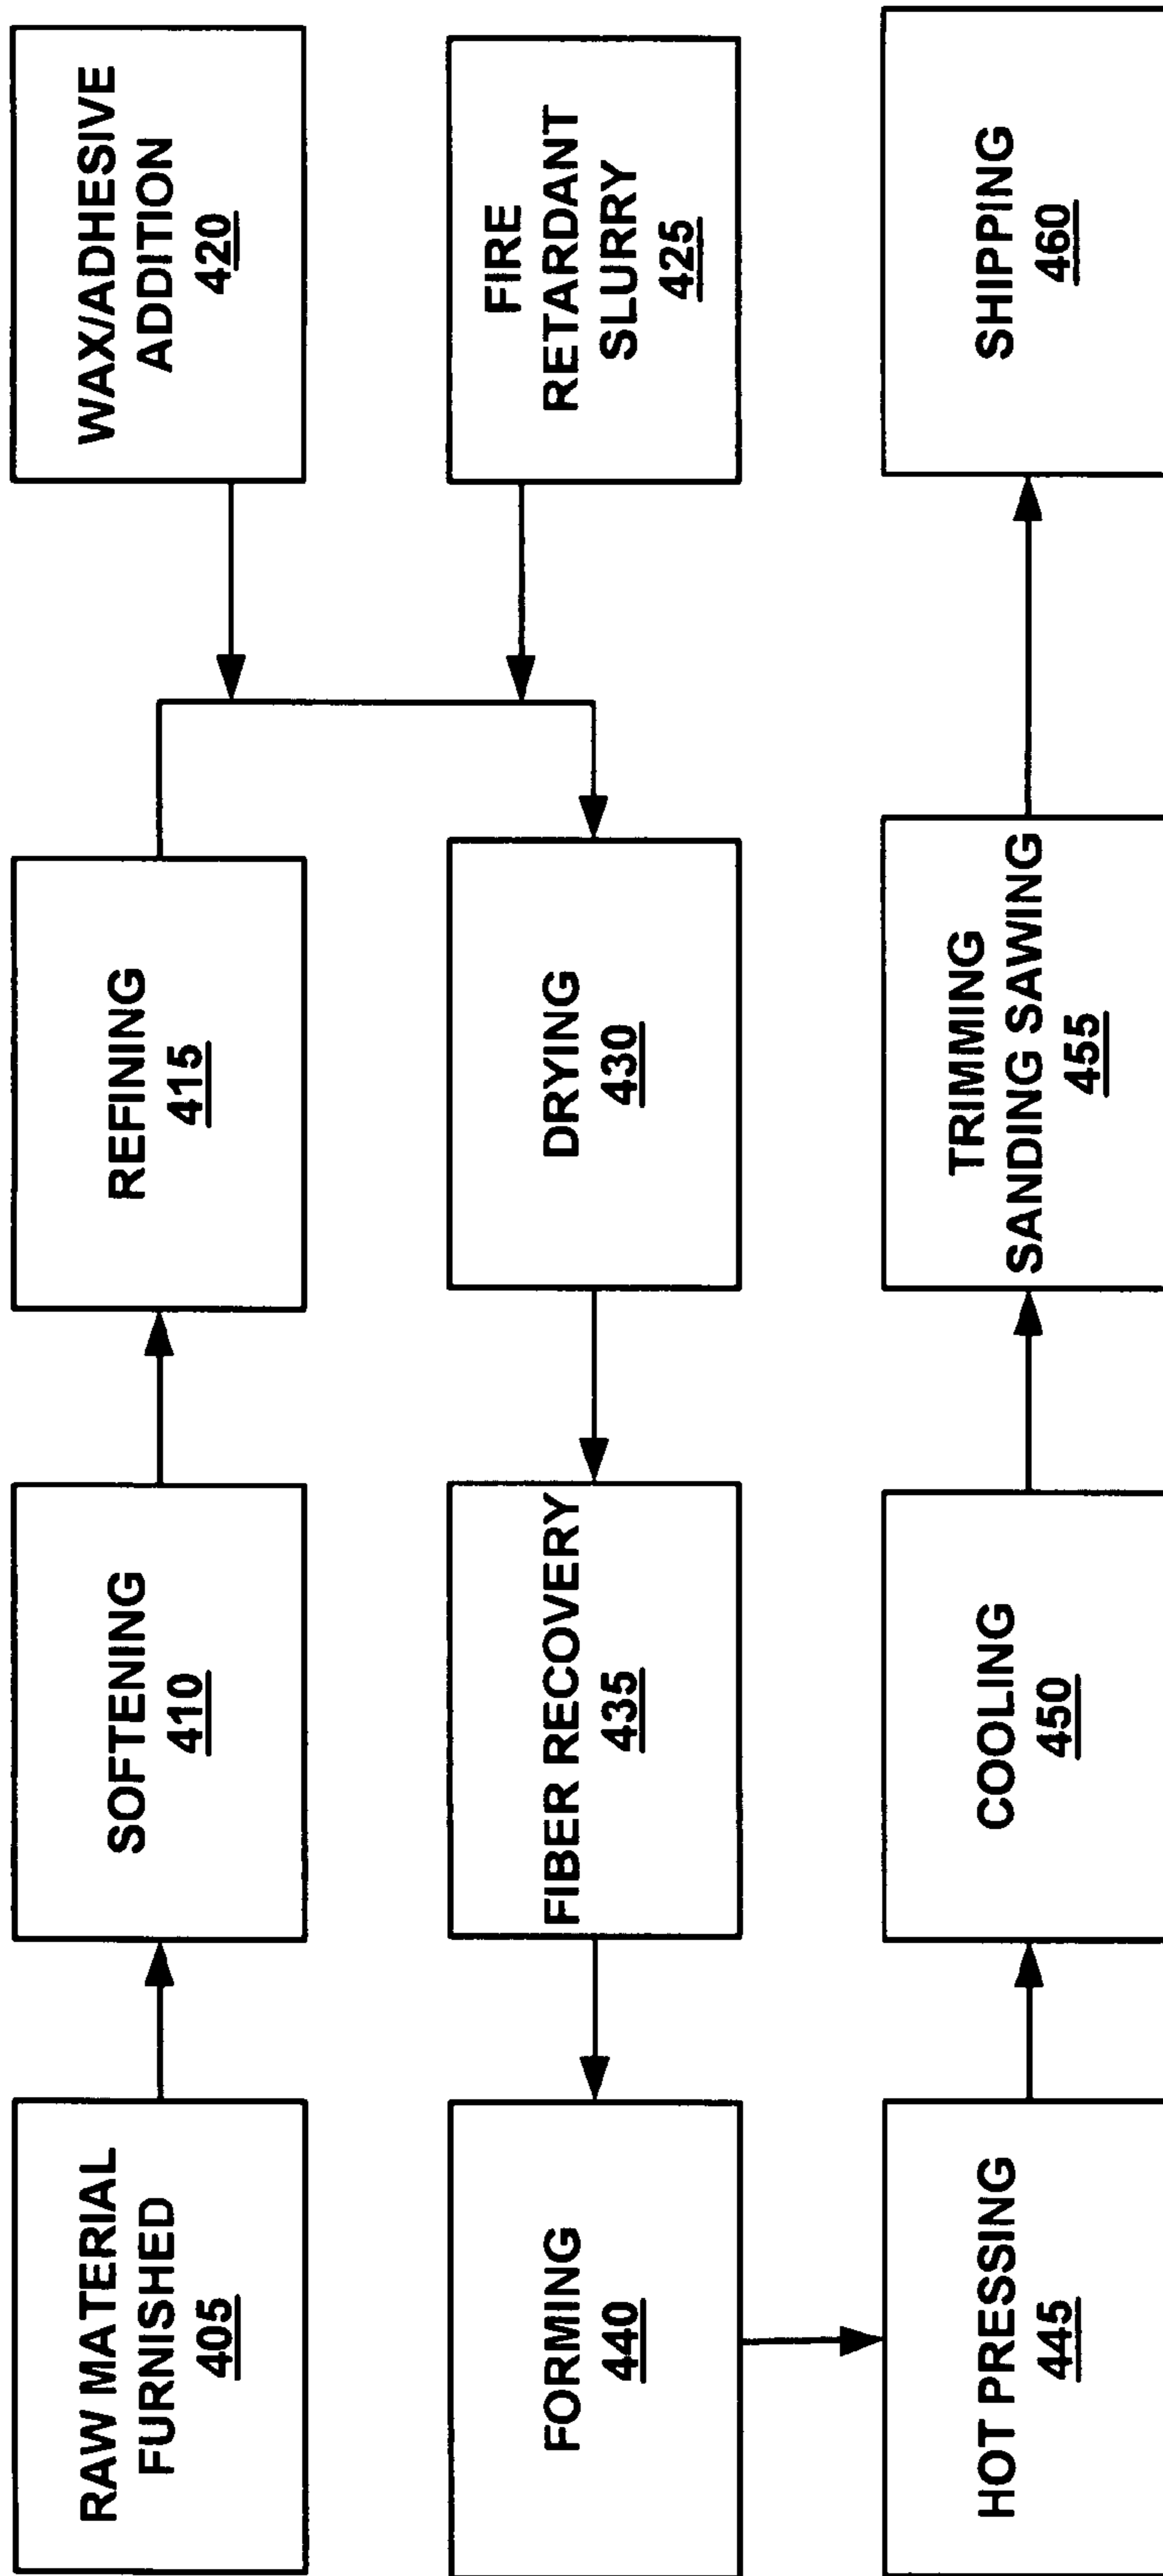 RAW MATERIAL
FURNISHED
405
SOFTENING
410
REFINING
415
WAX/ADHESIVE
ADDITION
420
FIRE
RETARDANT
SLURRY
425
DRYING
430
FIBER RECOVERY
435
FORMING
440
HOT PRESSING
445
COOLING
450
TRIMMING
SANDING SAWING
455
SHIPPING
460